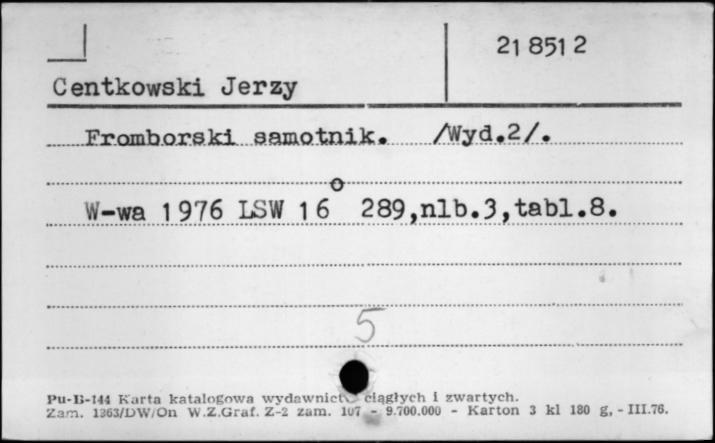 21 851 2
Centkowski Jerzy
Fromborski samotnik. /Wyd.2/.
W-wa 1976 LSW 16° 289,nlb.3,tabl.8.
5
Pu-B-144 Karta katalogowa wydawnictw ciągłych i zwartych.
Zam. 1363/DW/On W.Z.Graf. Z-2 zam. 107 - 9.700.000 - Karton 3 kl 180 g, - III.76.